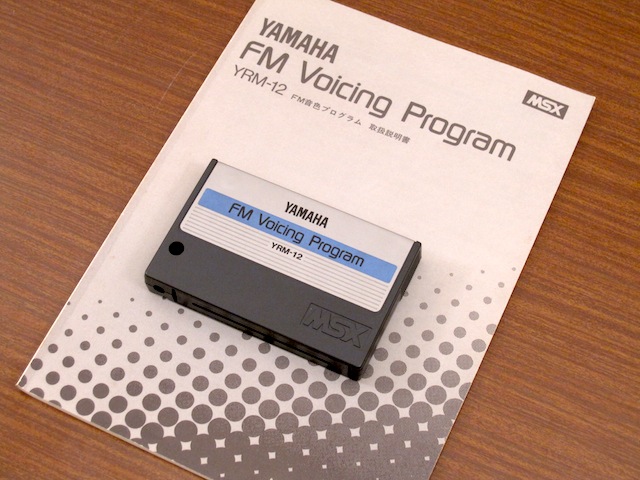 YAMAHA
FM Voicing Program
YRM-12 FM音色プログラム 取扱説明書
MSX
YAMAHA
FM Voicing Program
YRM-12
MSX